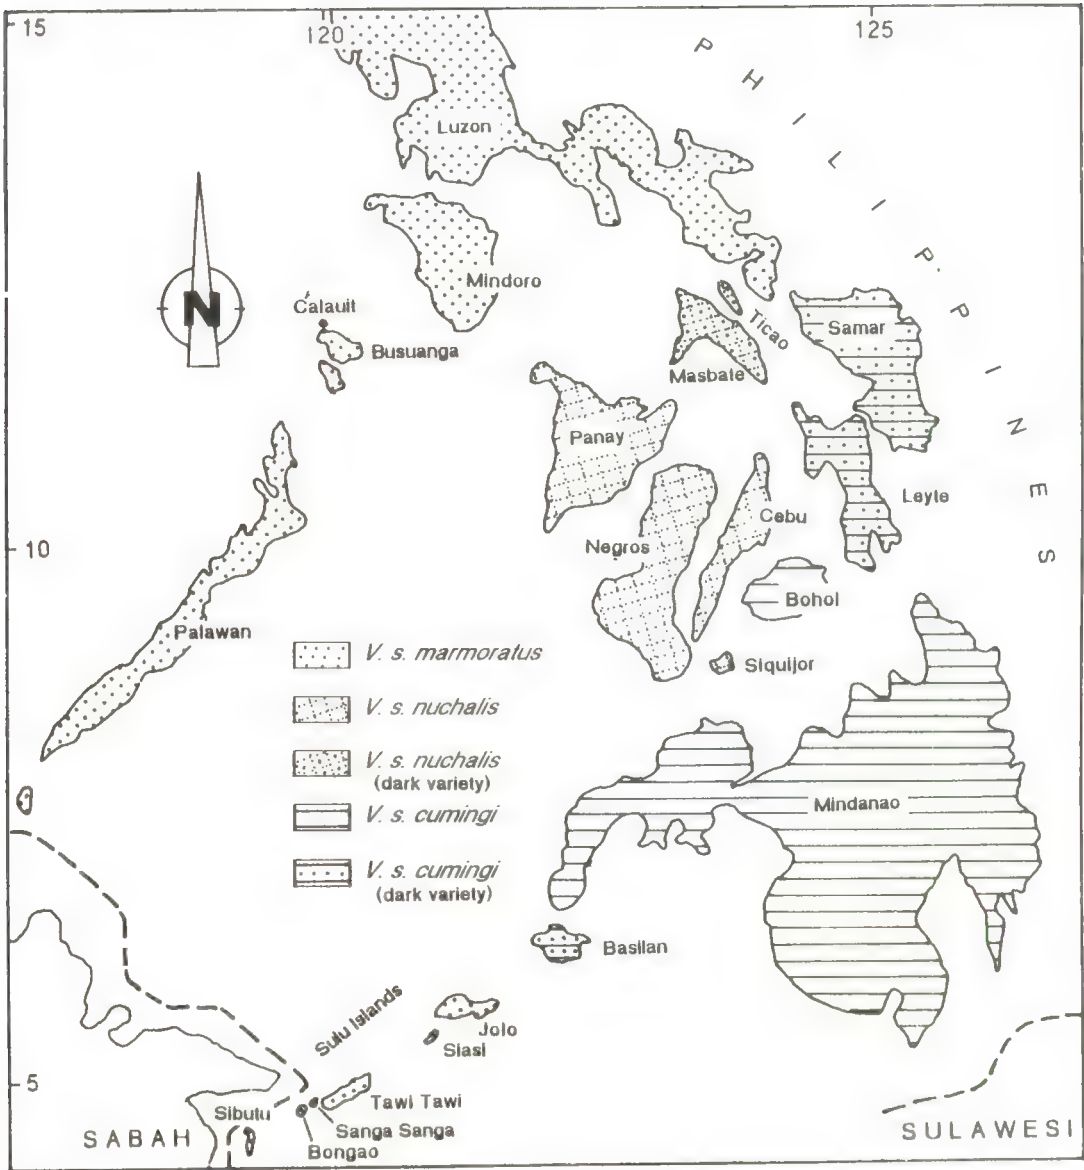 15
120
125
PHILIPPINES
Luzon
Mindoro
N
Calauit
Busuanga
Ticao
Samar
Masbate
Panay
Leyte
Cebu
Negros
10
Bohol
Palawan
Siquijor
V. s. marmoratus
V. s. nuchalis
V. s. nuchalis
(dark variety)
V. s. cumingi
V. s. cumingi
(dark variety)
Mindanao
Basilan
Sulu Islands
Jolo
Siasi
5
Tawi Tawi
Sibutu
Sanga Sanga
Bongao
SABAH
SULAWESI